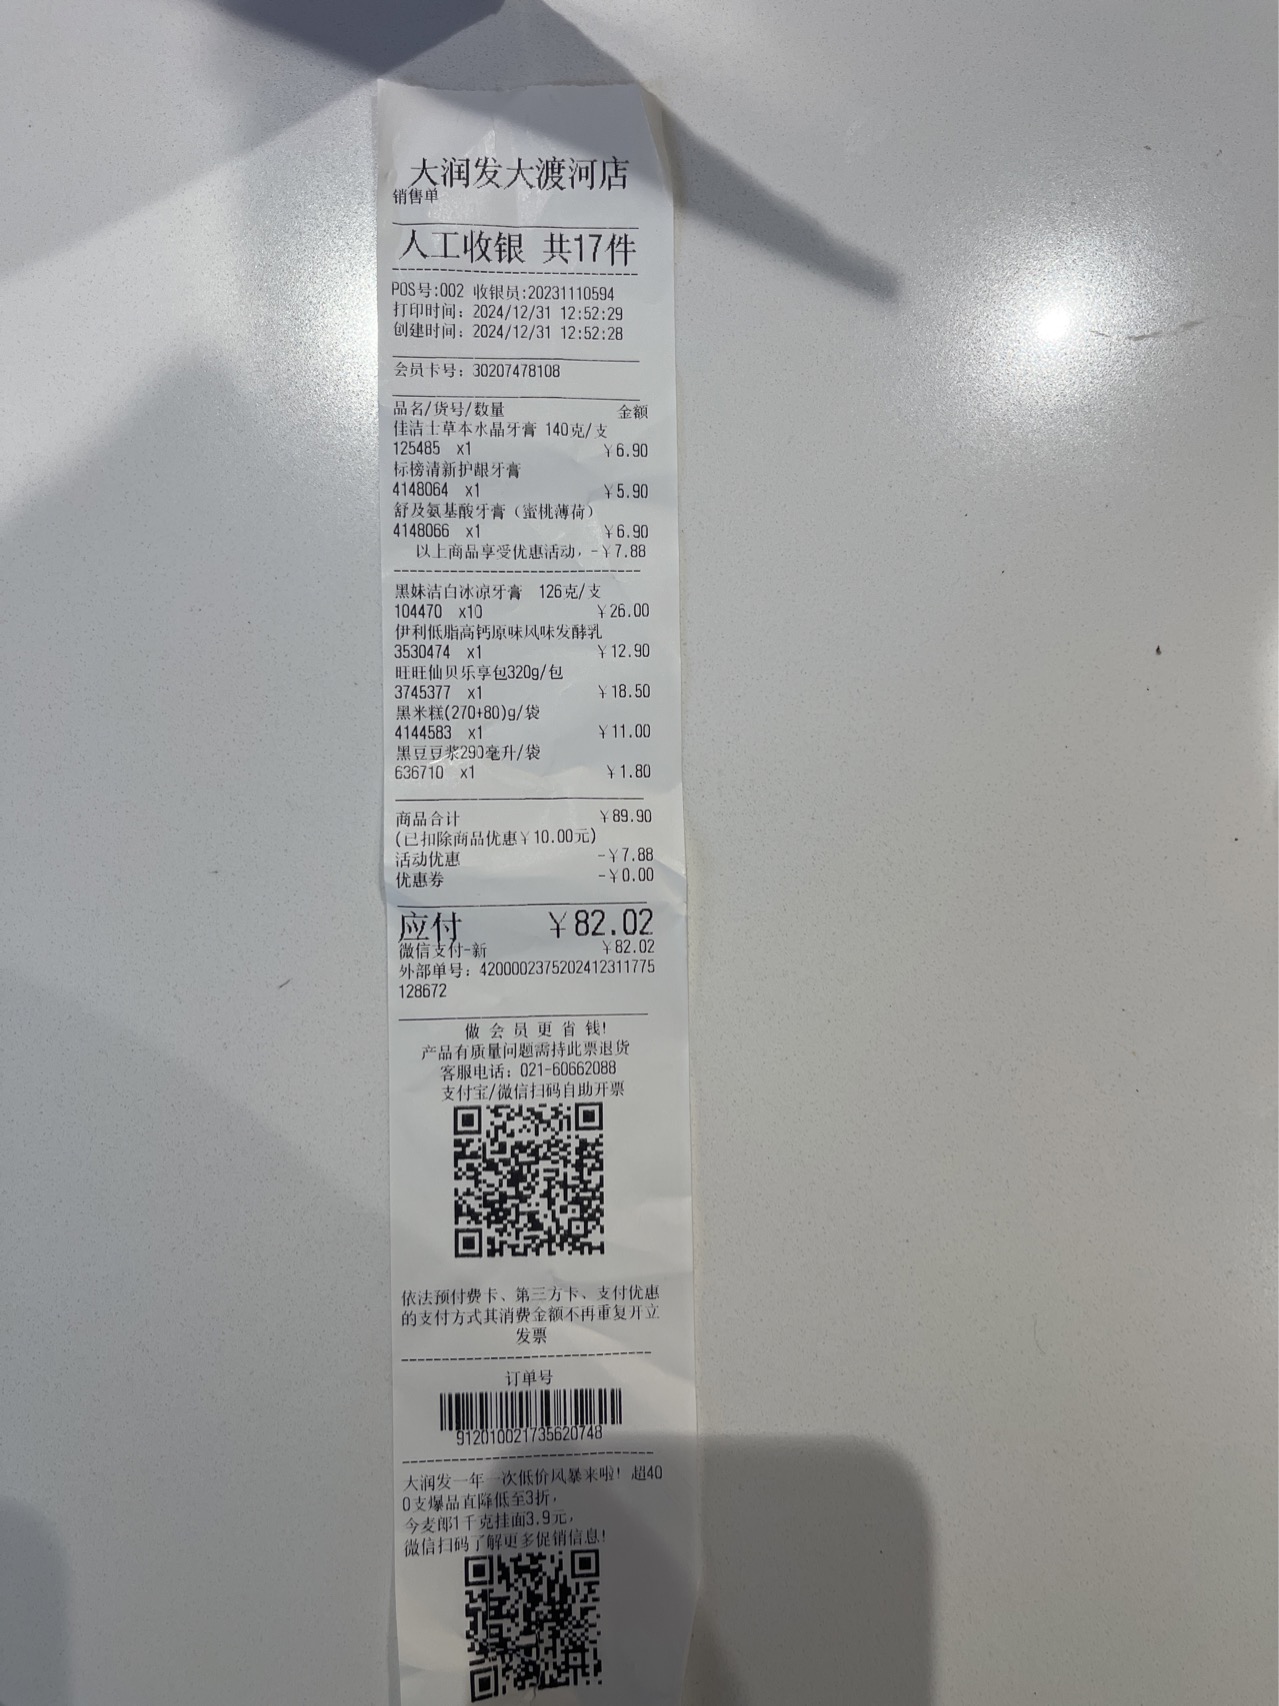 大润发大渡河店
销售单
人工收银 共17件
POS号:002 收银员:20231110594
打印时间: 2024/12/31 12:52:29
创建时间: 2024/12/31 12:52:28
会员卡号: 30207478108
品名/货号/数量 金额
佳洁士草本水晶牙膏 140克/支
125485 x1 ￥6.90
标榜清新护龈牙膏
4148064 x1 ￥5.90
舒及氨基酸牙膏（蜜桃薄荷）
4148066 x1 ￥6.90
以上商品享受优惠活动，-￥7.88
黑妹洁白冰凉牙膏 126克/支
104470 x10 ￥26.00
伊利低脂高钙原味风味发酵乳
3530474 x1 ￥12.90
旺旺仙贝乐享包320g/包
3745377 x1 ￥18.50
黑米糕(270+80)g/袋
4144583 x1 ￥11.00
黑豆豆浆290毫升/袋
636710 x1 ￥1.80
商品合计 ￥89.90
(已扣除商品优惠￥10.00元)
活动优惠 -￥7.88
优惠券 -￥0.00
应付 ￥82.02
微信支付-新 ￥82.02
外部单号: 4200002375202412311775
128672
做 会 员 更 省 钱!
产品有质量问题需持此票退货
客服电话: 021-60662088
支付宝/微信扫码自助开票
依法预付费卡、第三方卡、支付优惠
的支付方式其消费金额不再重复开立
发票
订单号
912010021735620748
大润发一年一次低价风暴来啦! 超40
0支爆品直降低至3折，
今麦郎1千克挂面3.9元，
微信扫码了解更多促销信息!